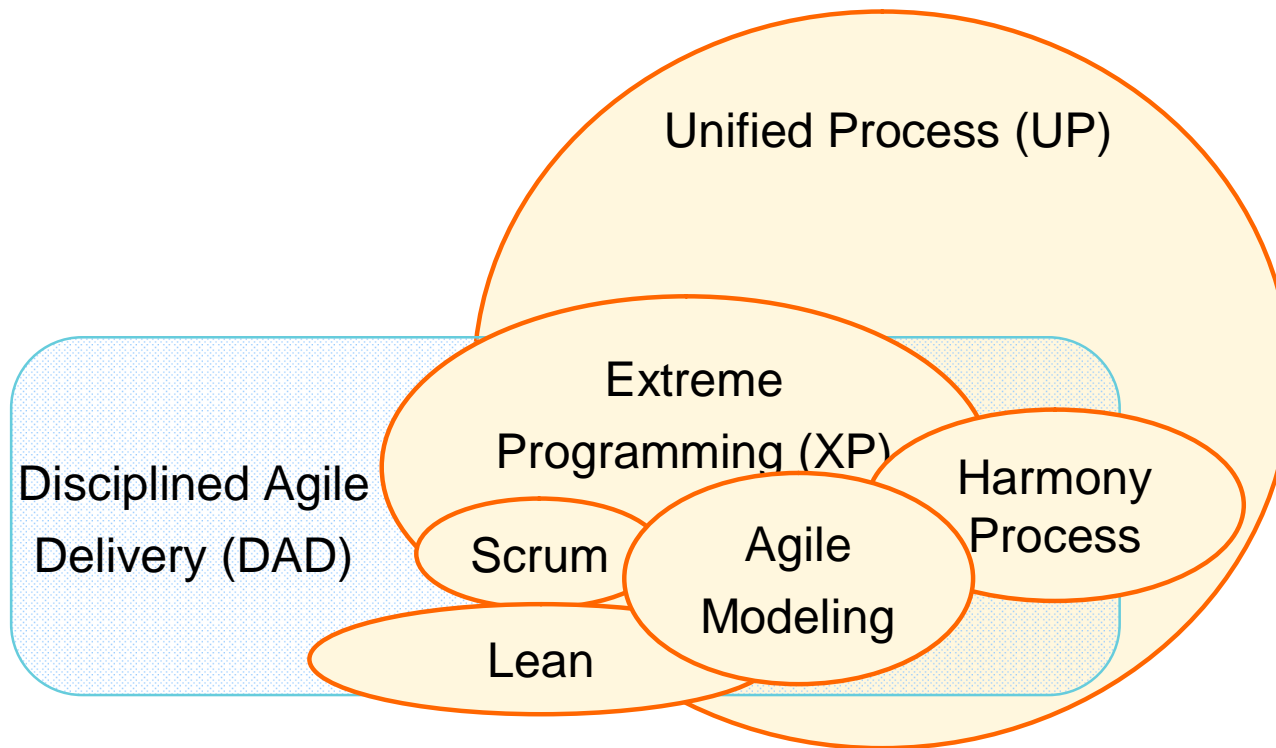 Unified Process (UP)
Extreme
Programming (XP)
Disciplined Agile
Delivery (DAD)
Harmony
Process
Scrum
Agile
Modeling
Lean